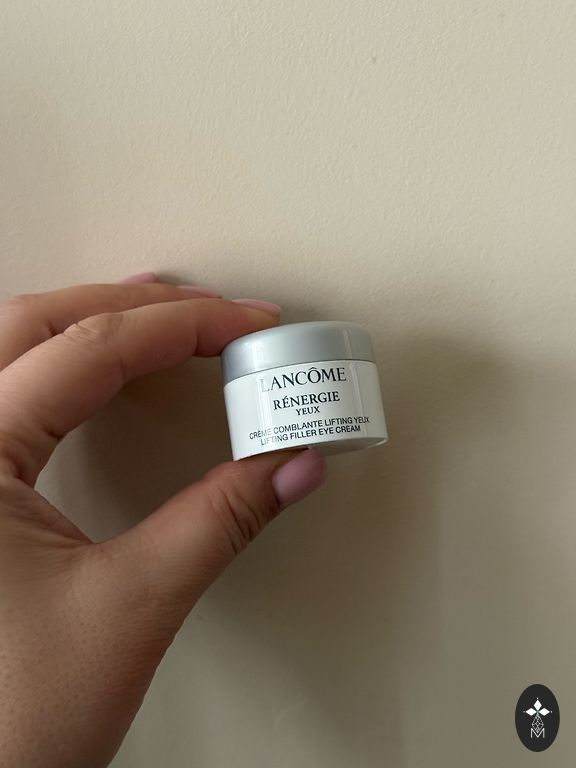 LANCÔME
RÉNERGIE
YEUX
CRÈME COMBLANTE LIFTING YEUX
LIFTING FILLER EYE CREAM
M